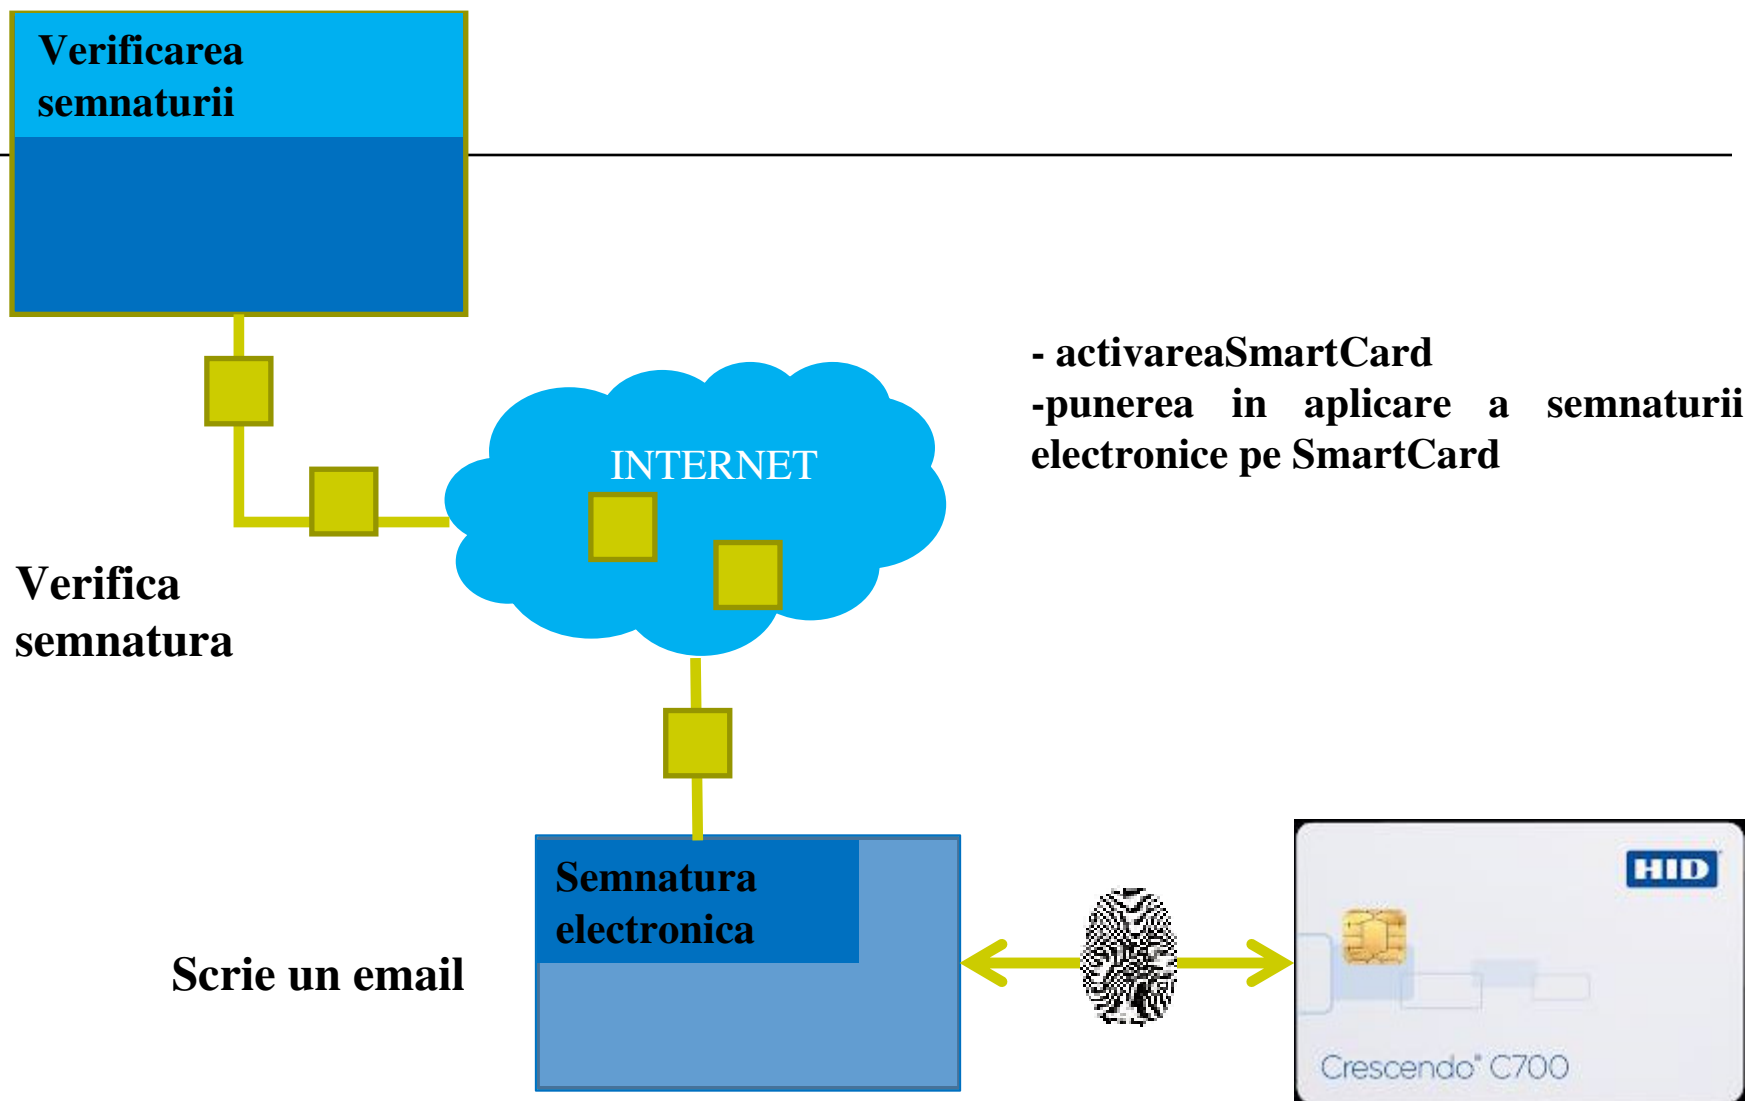 Verificarea
semnaturii
- activareaSmartCard
-punerea in aplicare a semnaturii
electronice pe SmartCard
INTERNET
Verifica
semnatura
Semnatura
electronica
Scrie un email
HID
Crescendo® C700